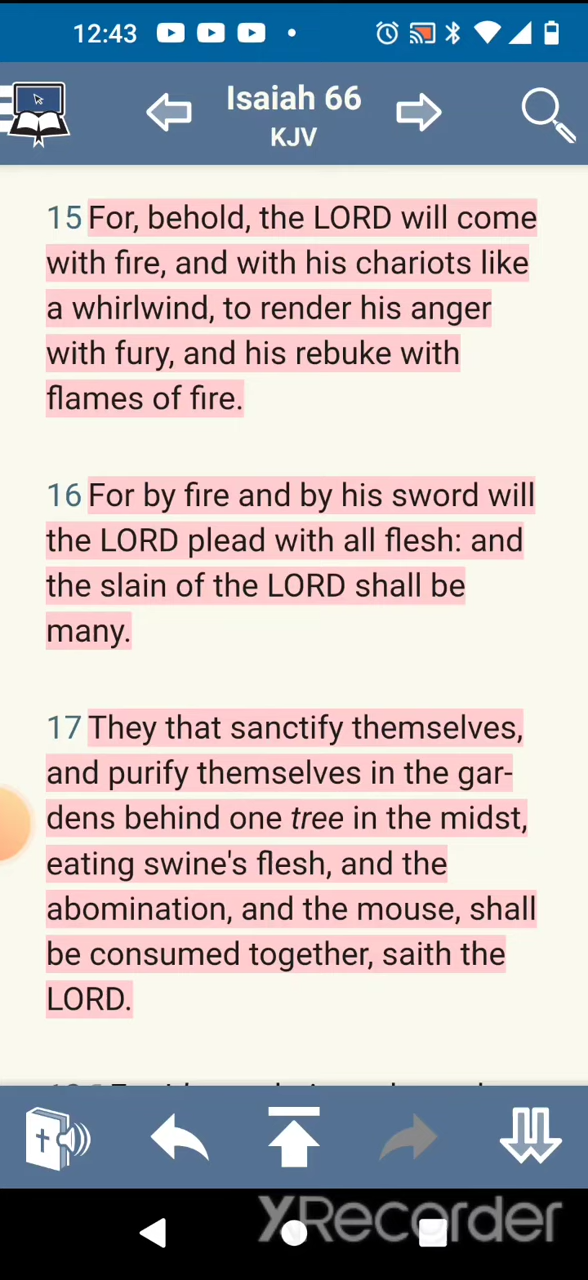 12:43
Isaiah 66
KJV
15 For, behold, the LORD will come
with fire, and with his chariots like
a whirlwind, to render his anger
with fury, and his rebuke with
flames of fire.
16 For by fire and by his sword will
the LORD plead with all flesh: and
the slain of the LORD shall be
many.
17 They that sanctify themselves,
and purify themselves in the gar-
dens behind one tree in the midst,
eating swine's flesh, and the
abomination, and the mouse, shall
be consumed together, saith the
LORD.
XRecorder